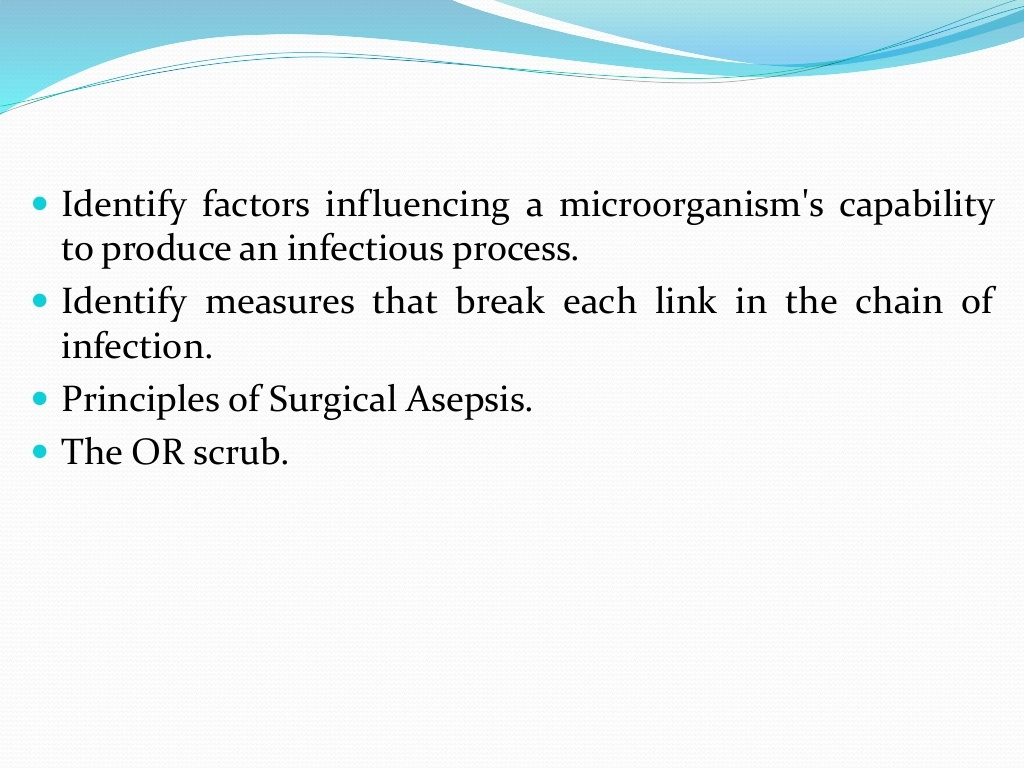 • Identify factors influencing a microorganism's capability
to produce an infectious process.
• Identify measures that break each link in the chain of
infection.
• Principles of Surgical Asepsis.
• The OR scrub.